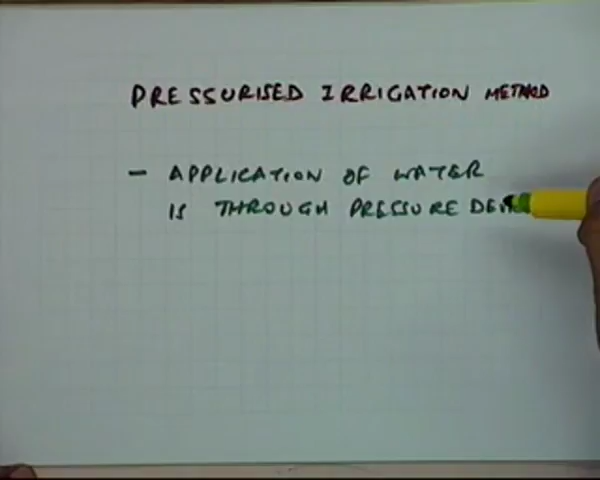 PRESSURISED IRRIGATION METHOD
- APPLICATION OF WATER
IS THROUGH PRESSURE